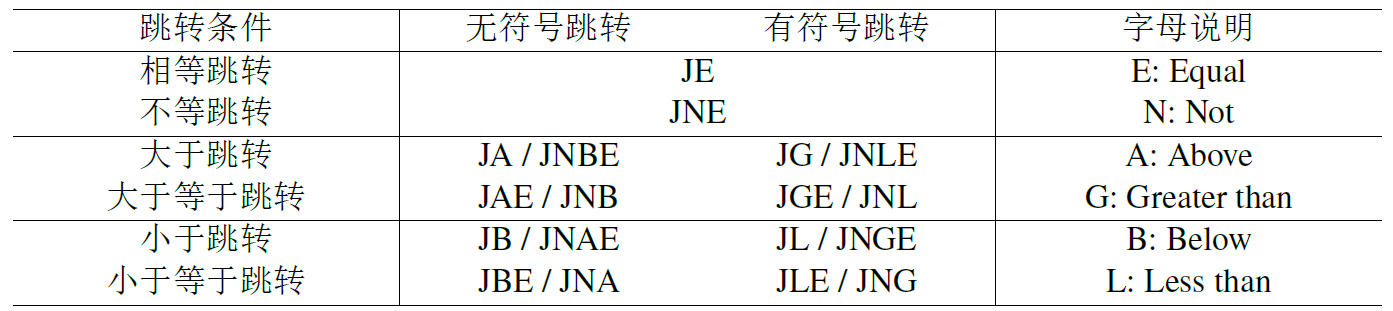 跳转条件 无符号跳转 有符号跳转 字母说明
相等跳转 JE E: Equal
不等跳转 JNE N: Not
大于跳转 JA / JNBE JG / JNLE A: Above
大于等于跳转 JAE / JNB JGE / JNL G: Greater than
小于跳转 JB / JNAE JL / JNGE B: Below
小于等于跳转 JBE / JNA JLE / JNG L: Less than